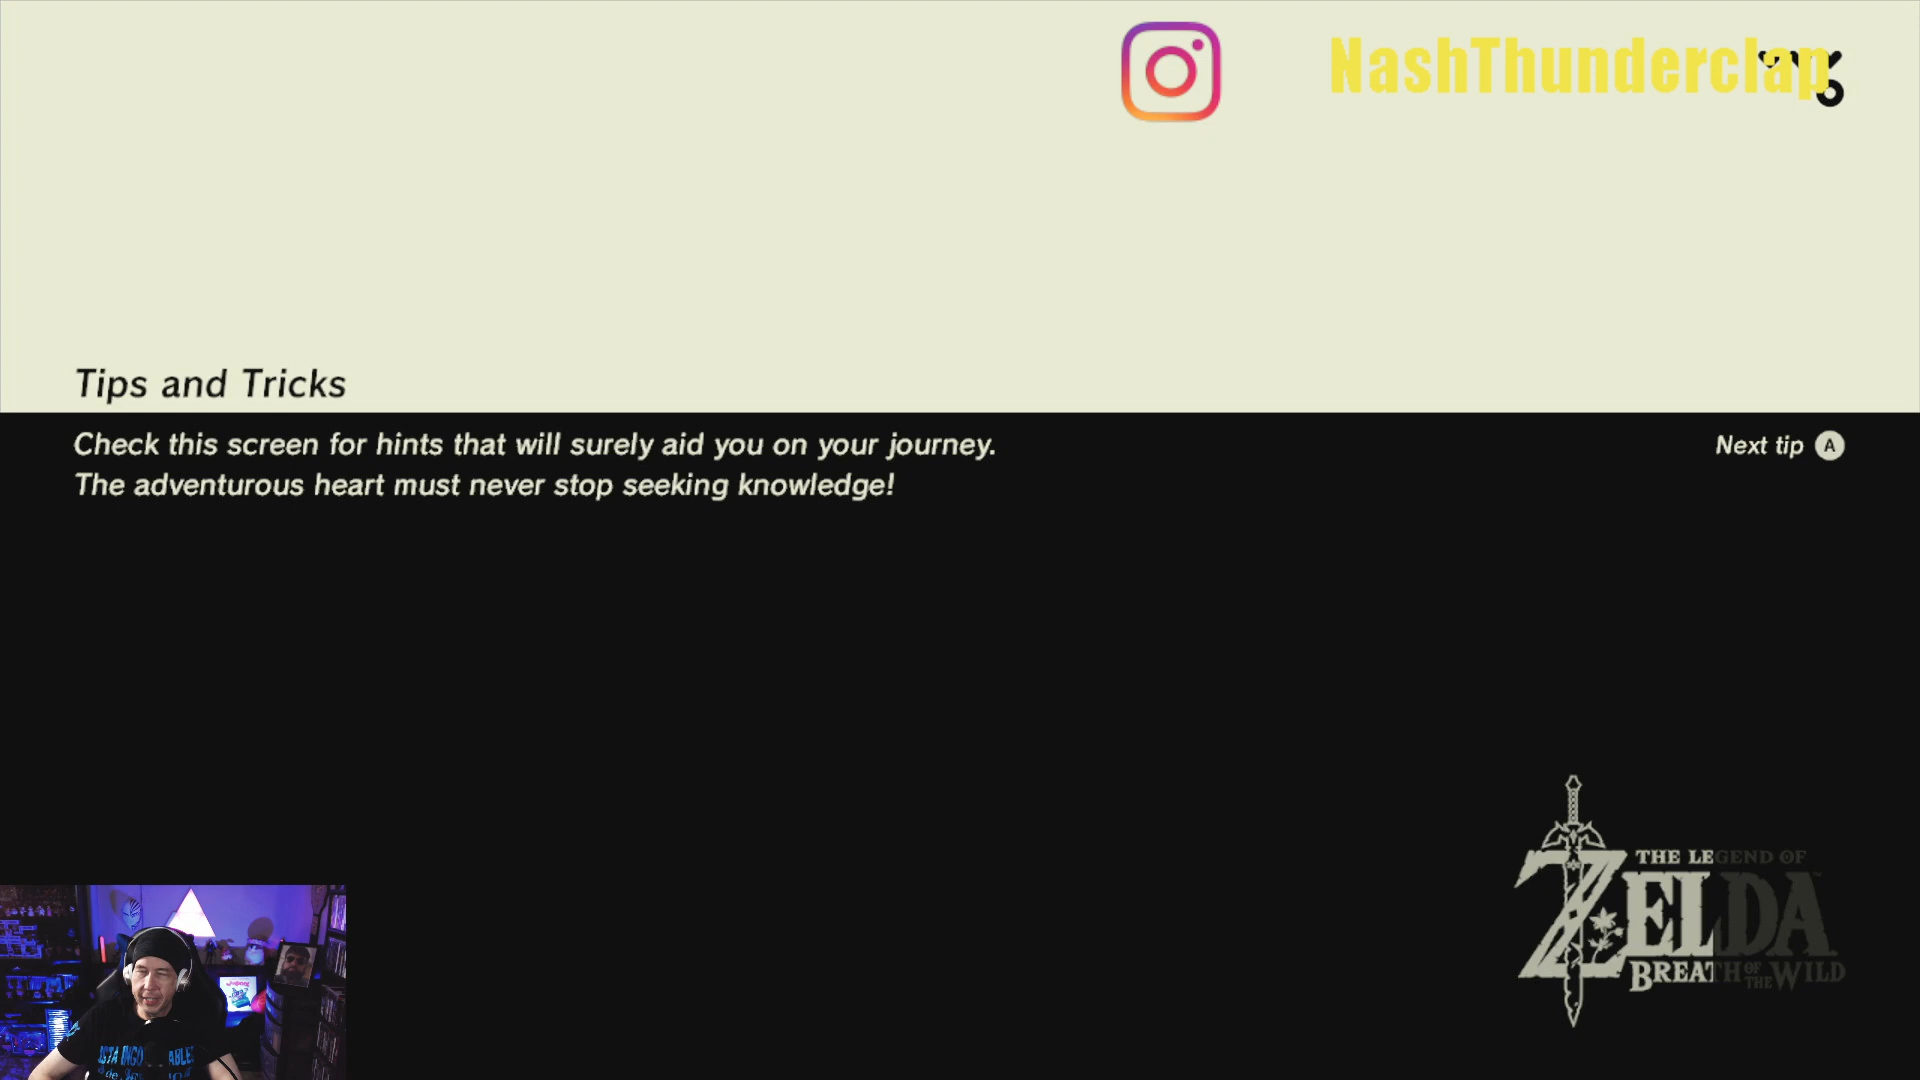 NashThunderclap
Tips and Tricks
Check this screen for hints that will surely aid you on your journey.
The adventurous heart must never stop seeking knowledge!
Next tip A
THE LEGEND OF
ZELDA
BREATH OF THE WILD